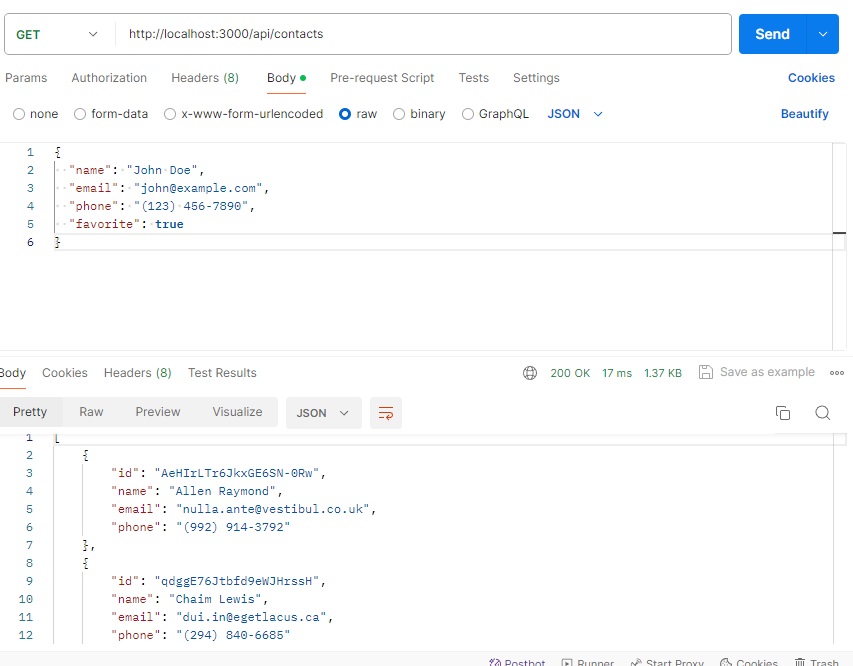 GET http://localhost:3000/api/contacts Send
Params Authorization Headers (8) Body Pre-request Script Tests Settings Cookies
none form-data x-www-form-urlencoded raw binary GraphQL JSON Beautify
1 {
2 "name": "John Doe",
3 "email": "john@example.com",
4 "phone": "(123) 456-7890",
5 "favorite": true
6 }
Body Cookies Headers (8) Test Results 200 OK 17 ms 1.37 KB Save as example
Pretty Raw Preview Visualize JSON
1 [
2 {
3 "id": "AeHIrLTr6JkxGE6SN-0Rw",
4 "name": "Allen Raymond",
5 "email": "nulla.ante@vestibul.co.uk",
6 "phone": "(992) 914-3792"
7 },
8 {
9 "id": "qdggE76Jtbfd9eWJHrssH",
10 "name": "Chaim Lewis",
11 "email": "dui.in@egetlacus.ca",
12 "phone": "(294) 840-6685"
Postbot Runner Start Proxy Cookies Trash